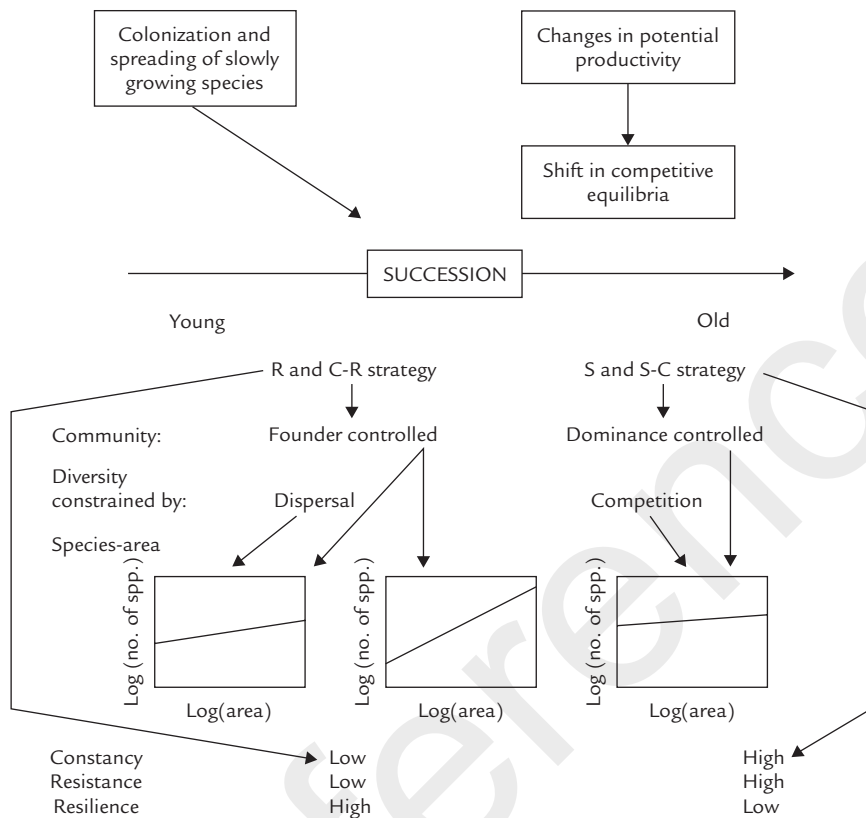 Colonization and
spreading of slowly
growing species
Changes in potential
productivity
Shift in competitive
equilibria
SUCCESSION
Young
Old
R and C-R strategy
S and S-C strategy
Community:
Founder controlled
Dominance controlled
Diversity
constrained by:
Dispersal
Competition
Species-area
Log (no. of spp.)
Log(area)
Log (no. of spp.)
Log(area)
Log (no. of spp.)
Log(area)
Constancy Low High
Resistance Low High
Resilience High Low